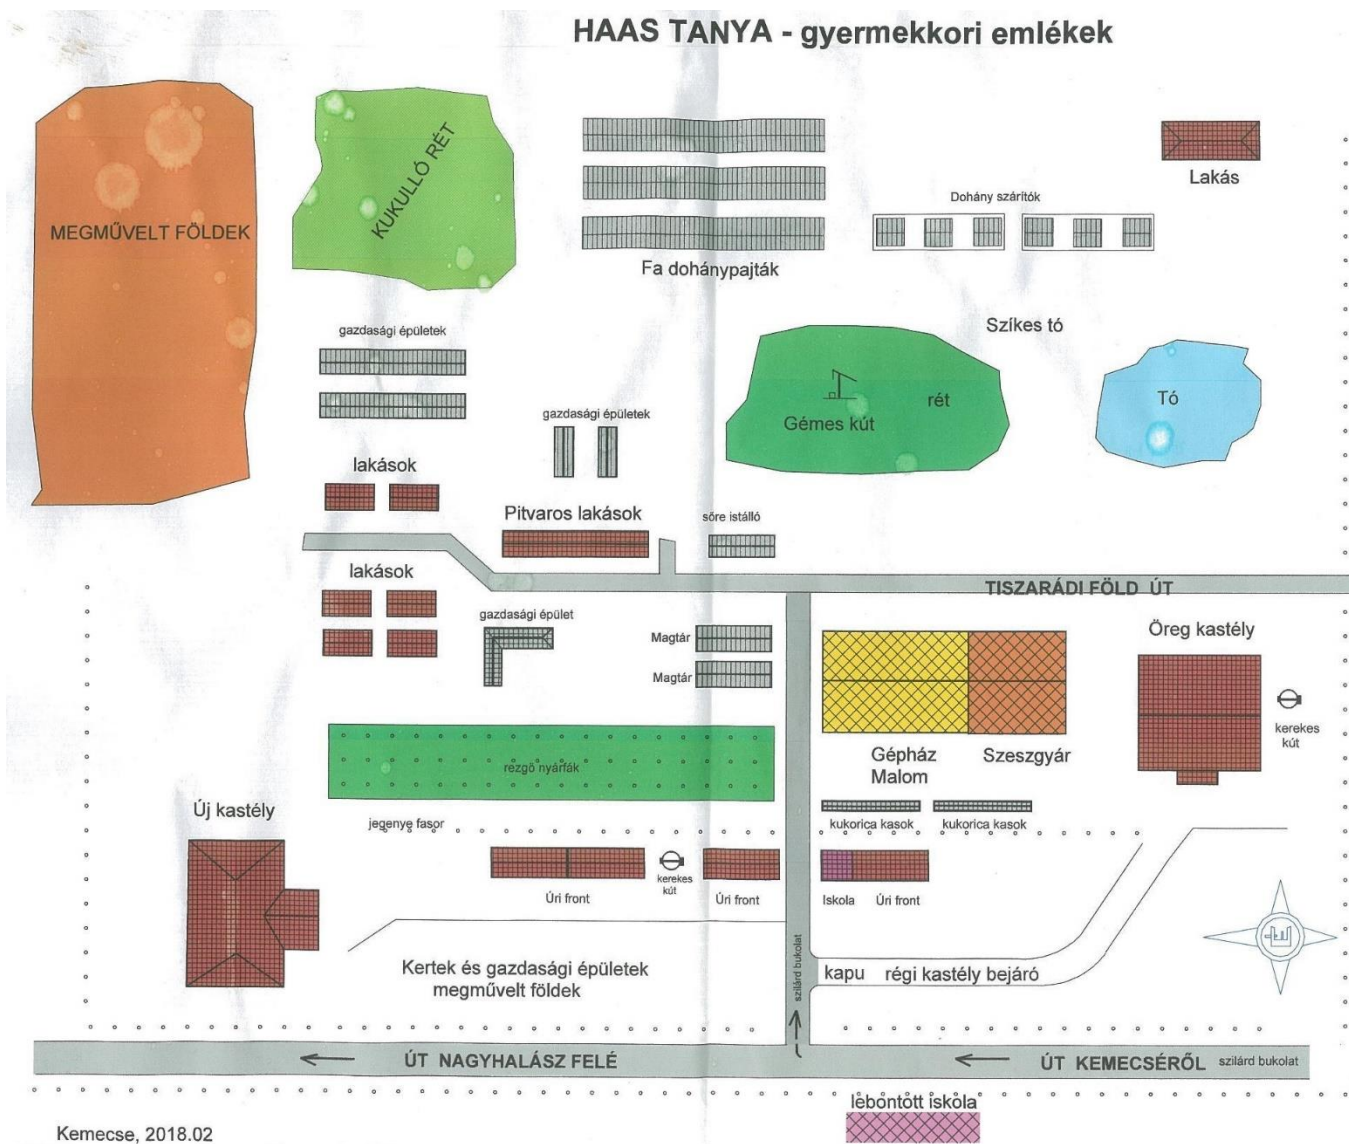 HAAS TANYA - gyermekkori emlékek
MEGMŰVELT FÖLDEK
KUKULLÓ RÉT
Fa dohánypajták
Dohány szárítók
Lakás
gazdasági épületek
gazdasági épületek
Szíkes tó
Gémes kút
rét
Tó
lakások
Pitvaros lakások
sőre istálló
TISZARÁDI FÖLD ÚT
lakások
gazdasági épület
Magtár
Magtár
Öreg kastély
kerekes
kút
Gépház
Malom
Szeszgyár
rezgő nyárfák
Új kastély
jegenye fasor
kukorica kasok
kukorica kasok
Úri front
kerekes
kút
Úri front
Iskola
Úri front
szilárd bukolat
Kertek és gazdasági épületek
megművelt földek
kapu
régi kastély bejáró
ÚT NAGYHALÁSZ FELÉ
ÚT KEMECSÉRŐL
szilárd bukolat
lebontott iskola
Kemecse, 2018.02